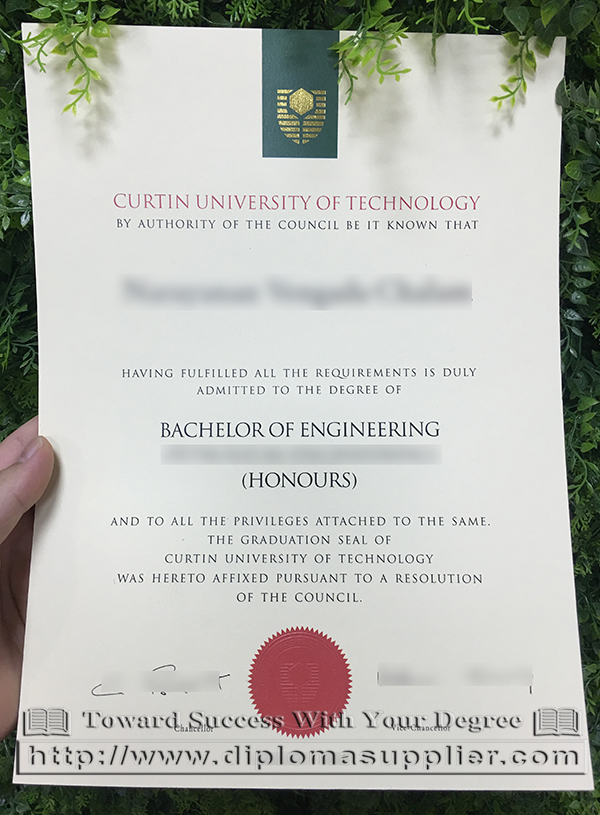 CURTIN UNIVERSITY OF TECHNOLOGY
BY AUTHORITY OF THE COUNCIL BE IT KNOWN THAT
HAVING FULFILLED ALL THE REQUIREMENTS IS DULY
ADMITTED TO THE DEGREE OF
BACHELOR OF ENGINEERING
(HONOURS)
AND TO ALL THE PRIVILEGES ATTACHED TO THE SAME.
THE GRADUATION SEAL OF
CURTIN UNIVERSITY OF TECHNOLOGY
WAS HERETO AFFIXED PURSUANT TO A RESOLUTION
OF THE COUNCIL.
Toward Success With Your Degree
Chancellor Vice-Chancellor
http://www.diplomasupplier.com